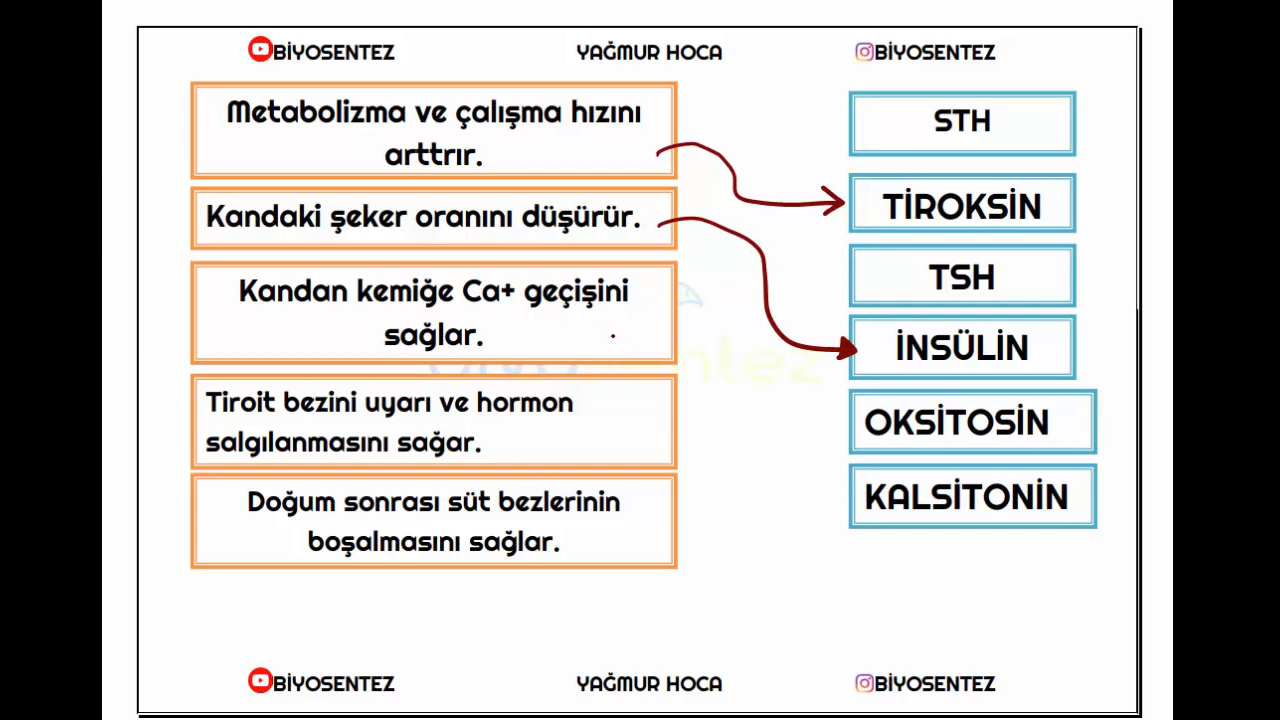 BİYOSENTEZ
YAĞMUR HOCA
BİYOSENTEZ
Metabolizma ve çalışma hızını
arttrır.
Kandaki şeker oranını düşürür.
Kandan kemiğe Ca+ geçişini
sağlar.
Tiroit bezini uyarı ve hormon
salgılanmasını sağar.
Doğum sonrası süt bezlerinin
boşalmasını sağlar.
STH
TİROKSİN
TSH
İNSÜLİN
OKSİTOSİN
KALSİTONİN
BİYOSENTEZ
YAĞMUR HOCA
BİYOSENTEZ